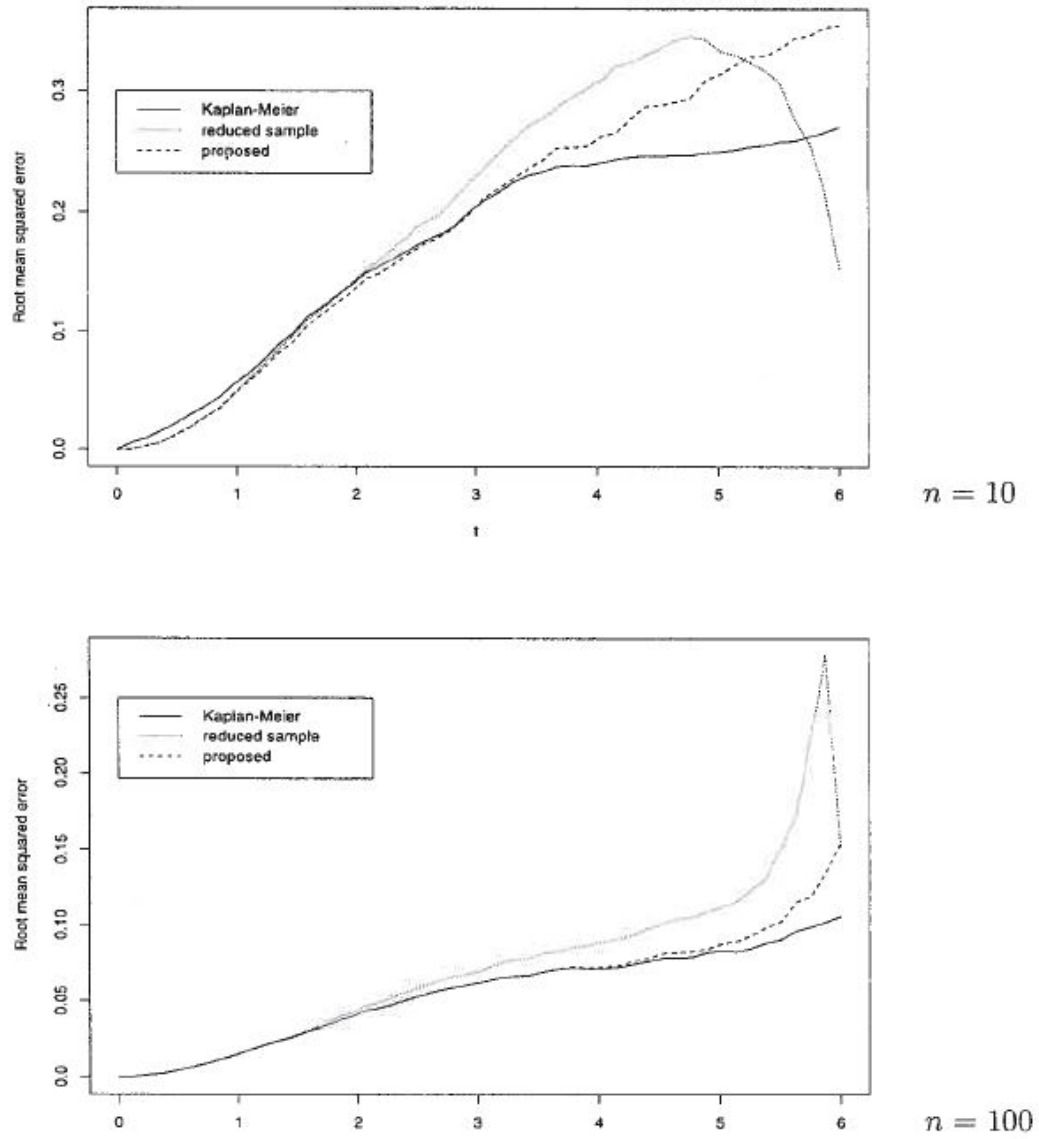 Root mean squared error
0.3
0.2
0.1
0.0
Kaplan-Meier
reduced sample
proposed
0 1 2 3 4 5 6
t
n = 10
Root mean squared error
0.25
0.20
0.15
0.10
0.05
0.0
Kaplan-Meier
reduced sample
proposed
0 1 2 3 4 5 6
n = 100